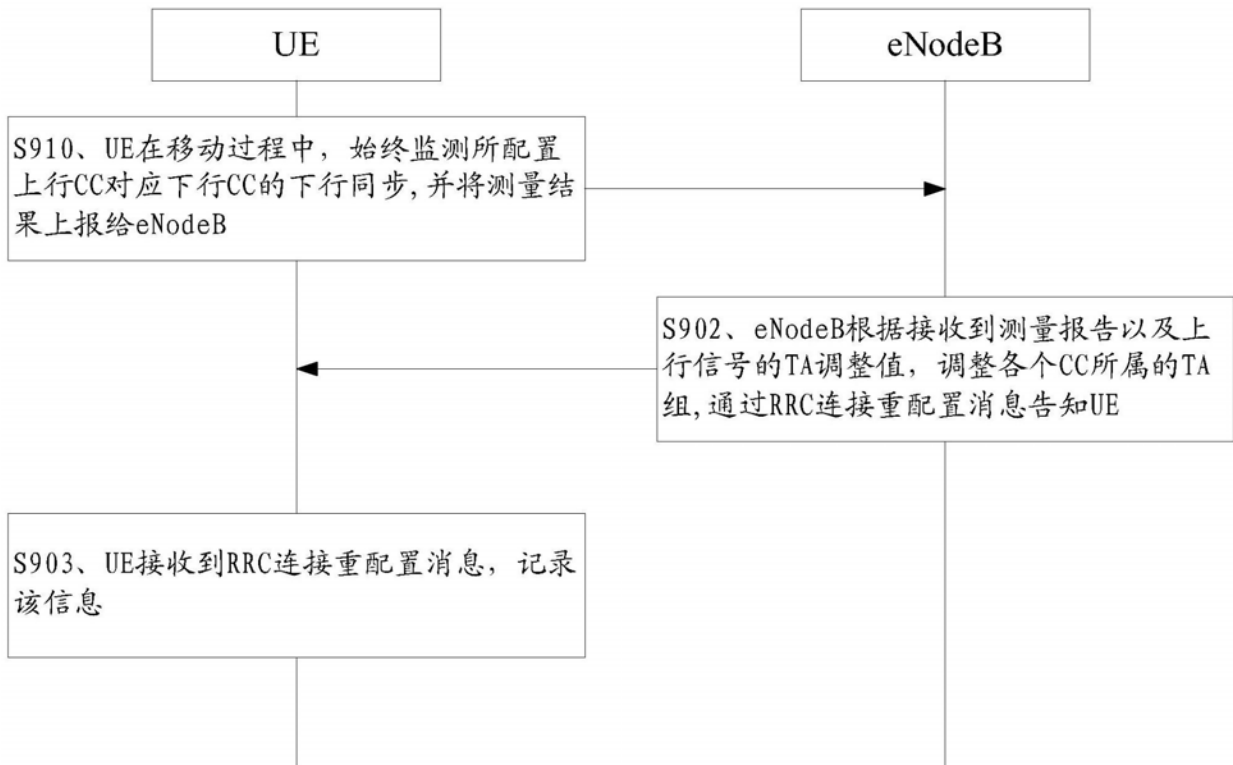 UE
eNodeB
S910、UE在移动过程中，始终监测所配置
上行CC对应下行CC的下行同步,并将测量结
果上报给eNodeB
S902、eNodeB根据接收到测量报告以及上
行信号的TA调整值，调整各个CC所属的TA
组,通过RRC连接重配置消息告知UE
S903、UE接收到RRC连接重配置消息，记录
该信息